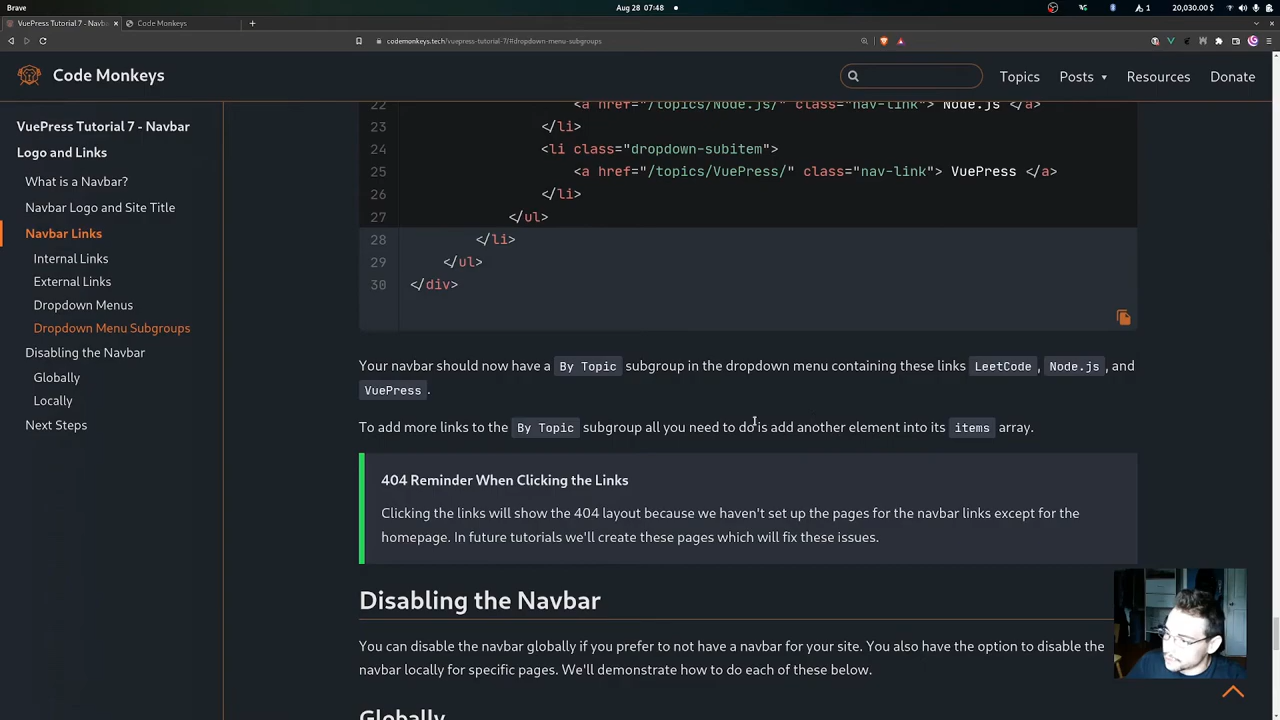 Brave
Aug 28 07:48
1
20,030.00 $
VuePress Tutorial 7 - Navba
Code Monkeys
codemonkeys.tech/vuepress-tutorial-7/#dropdown-menu-subgroups
Code Monkeys
Topics
Posts
Resources
Donate
VuePress Tutorial 7 - Navbar
Logo and Links
What is a Navbar?
Navbar Logo and Site Title
Navbar Links
Internal Links
External Links
Dropdown Menus
Dropdown Menu Subgroups
Disabling the Navbar
Globally
Locally
Next Steps
22 <a href="/topics/Node.js/" class="nav-link"> Node.js </a>
23 </li>
24 <li class="dropdown-subitem">
25 <a href="/topics/VuePress/" class="nav-link"> VuePress </a>
26 </li>
27 </ul>
28 </li>
29 </ul>
30 </div>
Your navbar should now have a By Topic subgroup in the dropdown menu containing these links LeetCode, Node.js, and
VuePress.
To add more links to the By Topic subgroup all you need to do is add another element into its items array.
404 Reminder When Clicking the Links
Clicking the links will show the 404 layout because we haven't set up the pages for the navbar links except for the
homepage. In future tutorials we'll create these pages which will fix these issues.
Disabling the Navbar
You can disable the navbar globally if you prefer to not have a navbar for your site. You also have the option to disable the
navbar locally for specific pages. We'll demonstrate how to do each of these below.
Globally